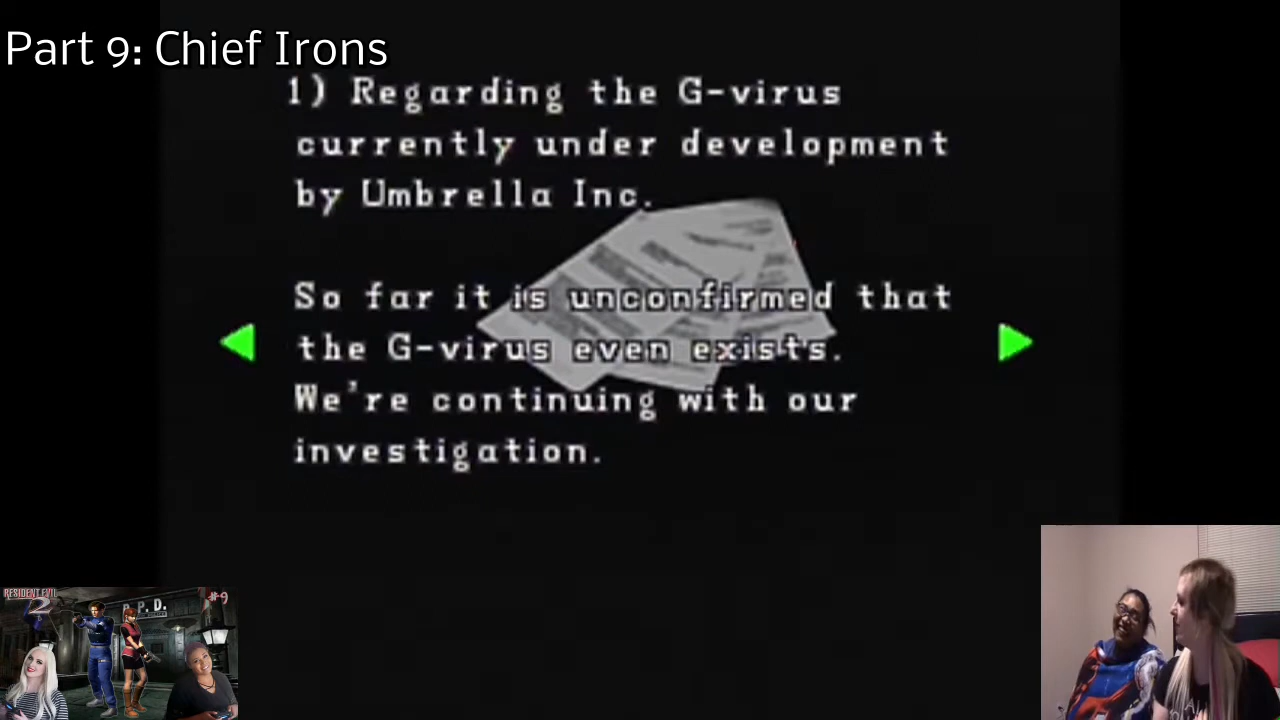 Part 9: Chief Irons
1) Regarding the G-virus
currently under development
by Umbrella Inc.
So far it is unconfirmed that
the G-virus even exists.
We're continuing with our
investigation.
RESIDENT EVIL
2
R.P.D.
#9